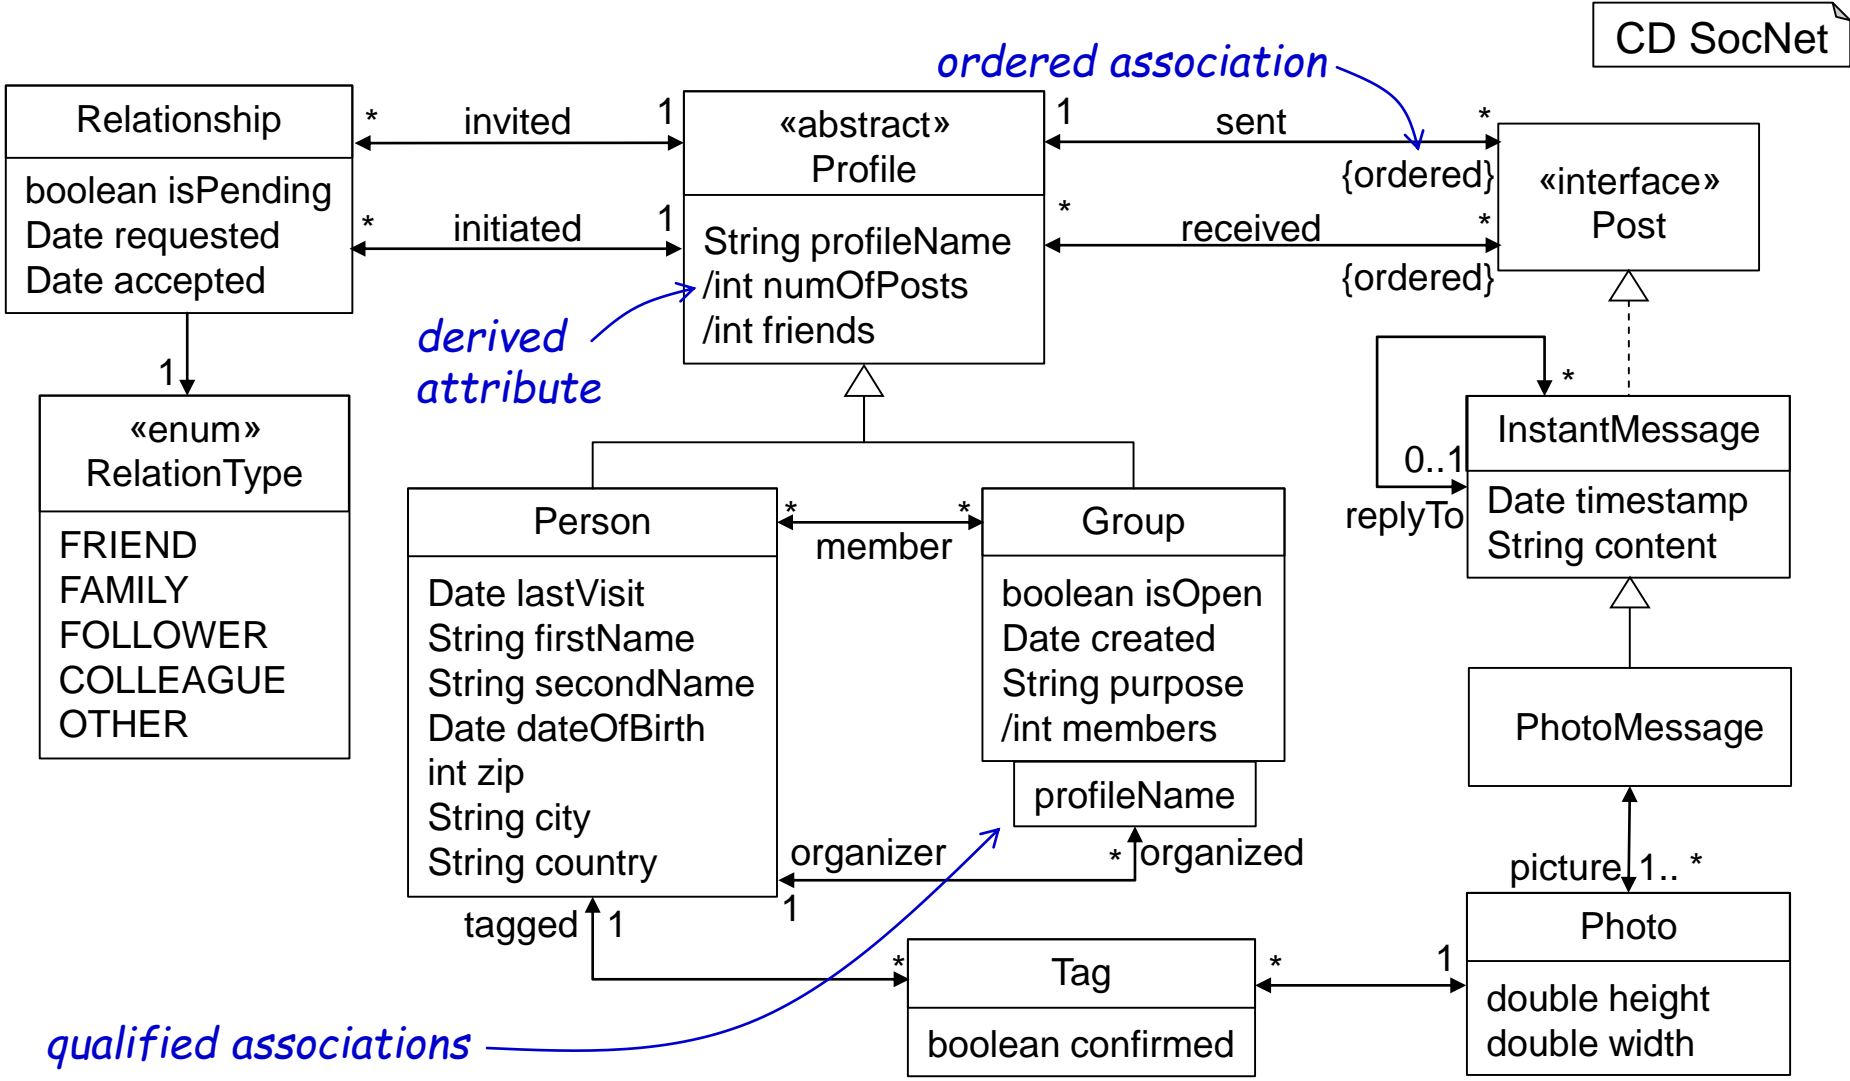 CD SocNet
ordered association
Relationship
boolean isPending
Date requested
Date accepted
* invited 1
* initiated 1
«abstract»
Profile
String profileName
/int numOfPosts
/int friends
1 sent *
{ordered}
* received *
{ordered}
«interface»
Post
derived
attribute
1
«enum»
RelationType
FRIEND
FAMILY
FOLLOWER
COLLEAGUE
OTHER
Person
Date lastVisit
String firstName
String secondName
Date dateOfBirth
int zip
String city
String country
* *
member
Group
boolean isOpen
Date created
String purpose
/int members
profileName
*
0..1
replyTo
InstantMessage
Date timestamp
String content
PhotoMessage
organizer
1
* organized
picture 1.. *
tagged 1
*
Tag
boolean confirmed
* 1
Photo
double height
double width
qualified associations